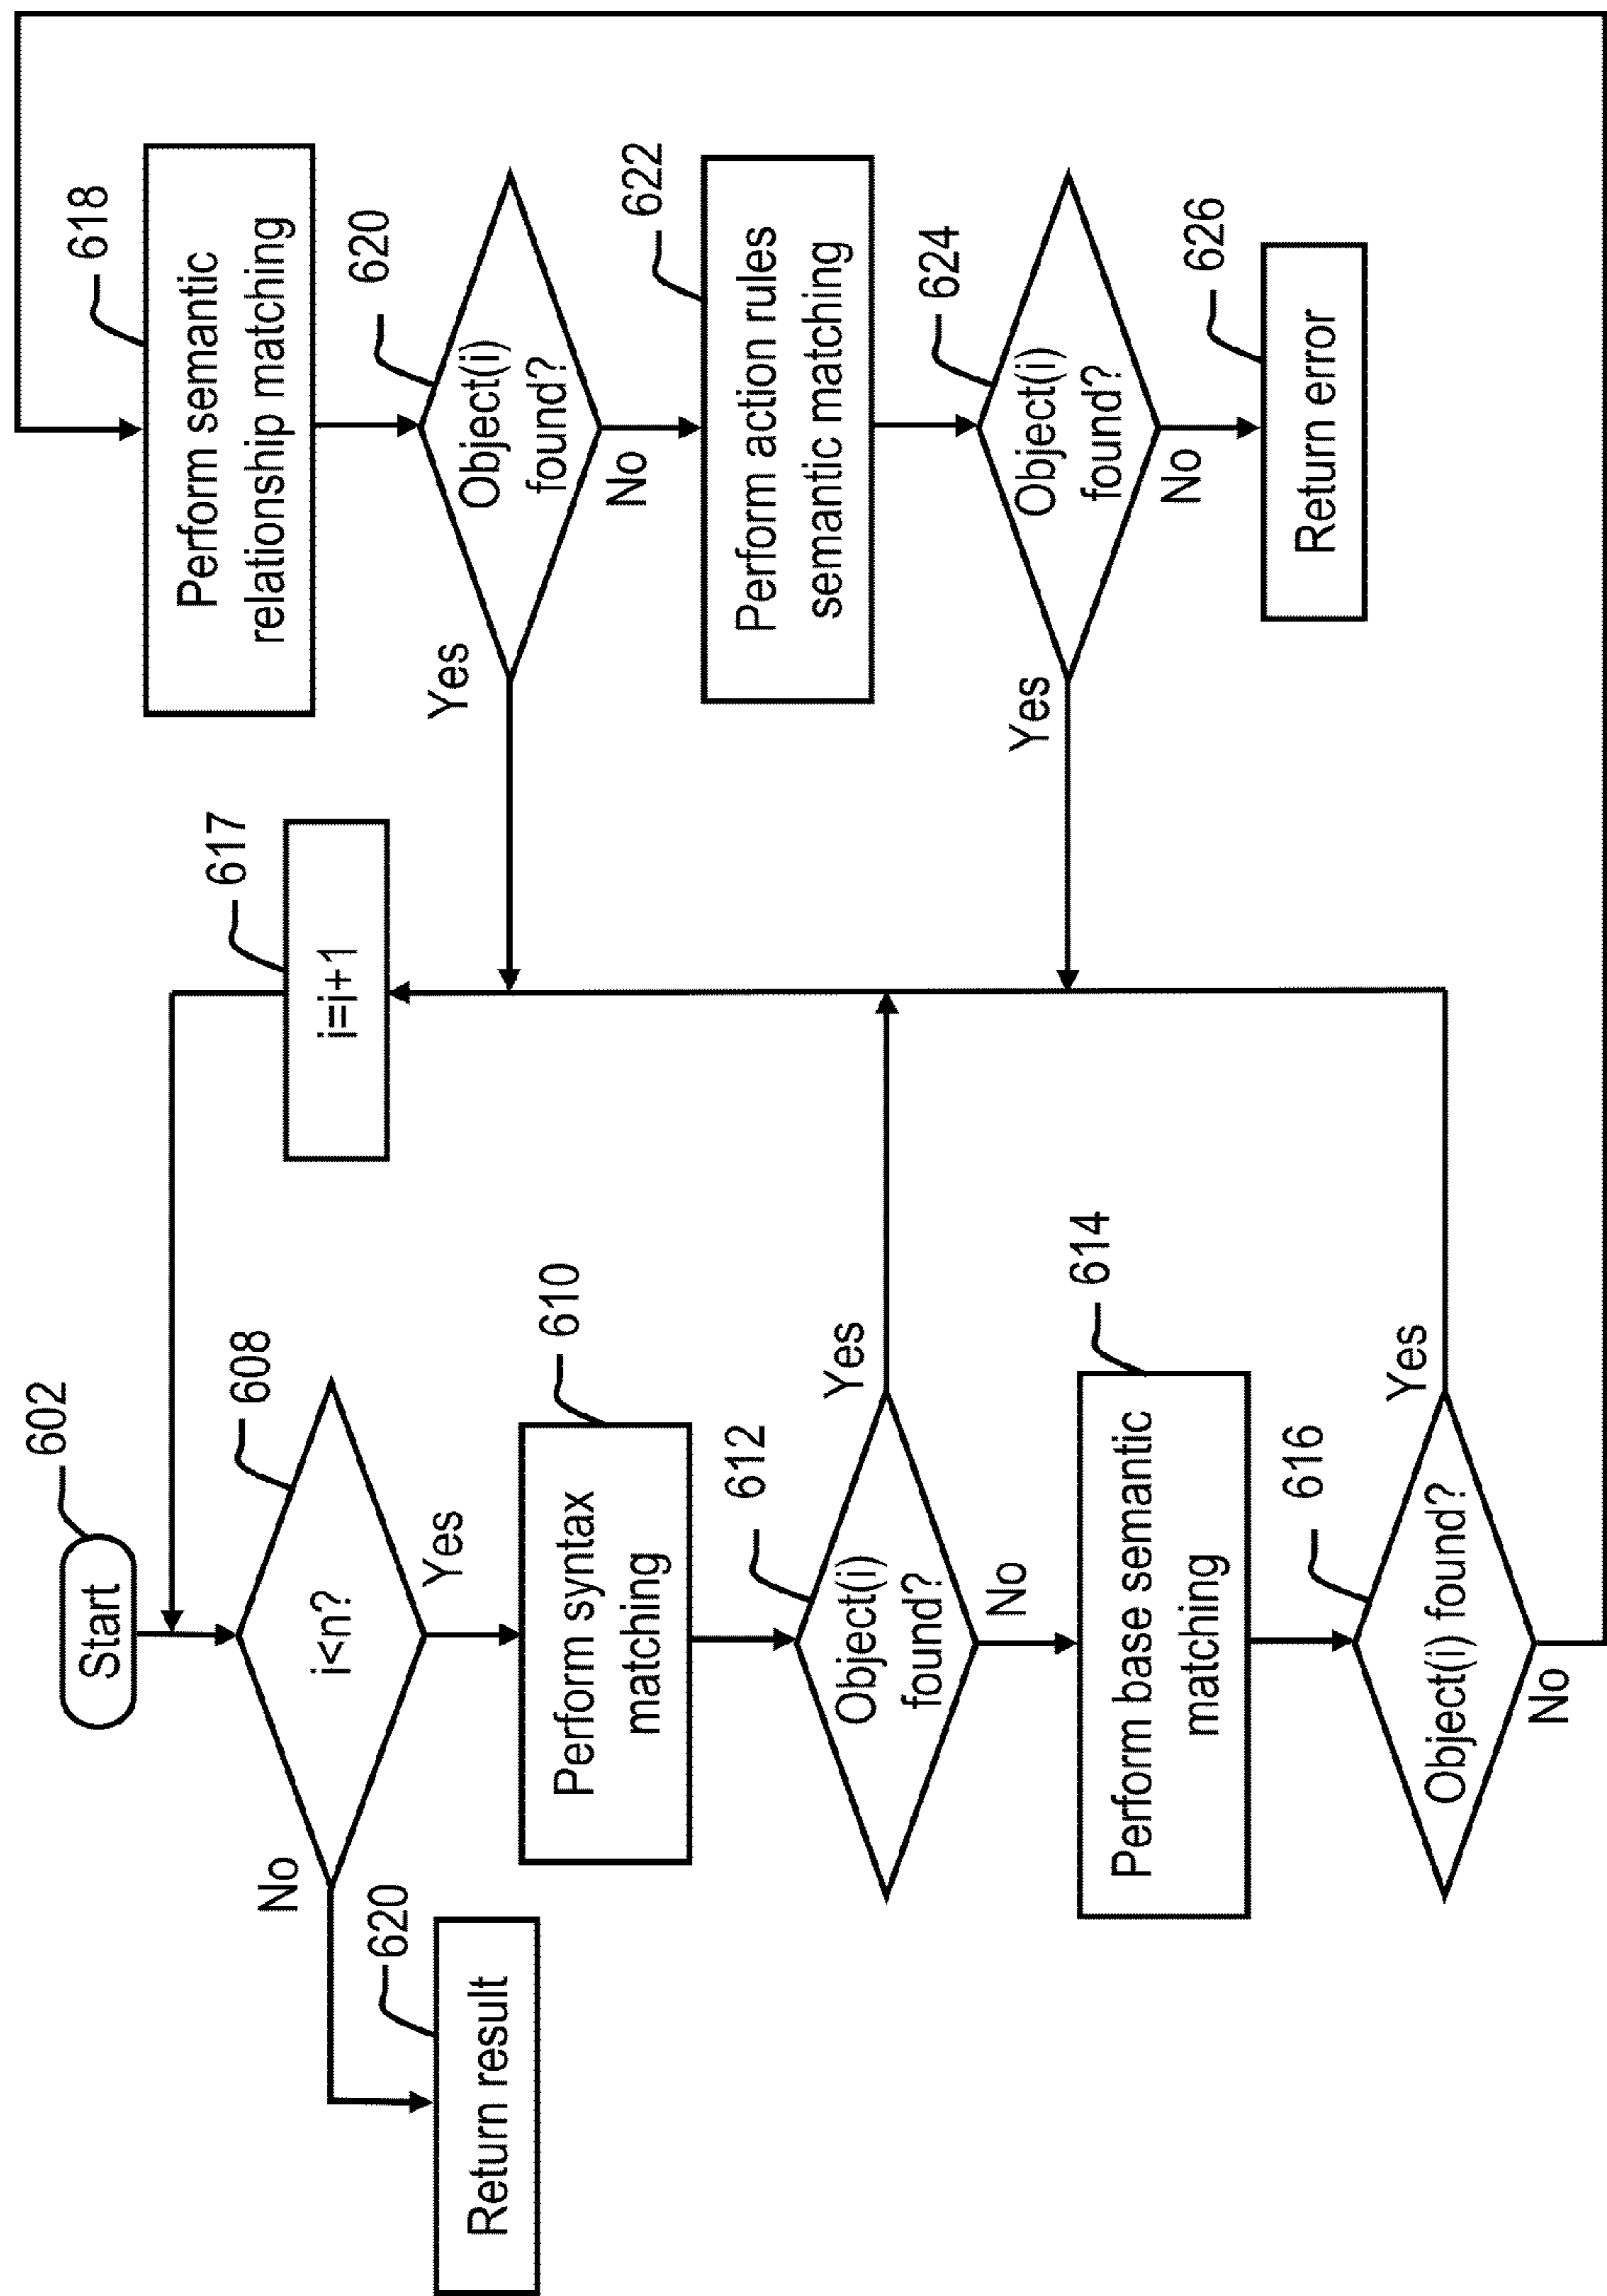 602
Start
608
i<n?
No
Yes
620
Return result
610
Perform syntax
matching
612
Object(i)
found?
Yes
No
614
Perform base semantic
matching
616
Object(i) found?
Yes
No
617
i=i+1
618
Perform semantic
relationship matching
620
Object(i)
found?
Yes
No
622
Perform action rules
semantic matching
624
Object(i)
found?
Yes
No
626
Return error